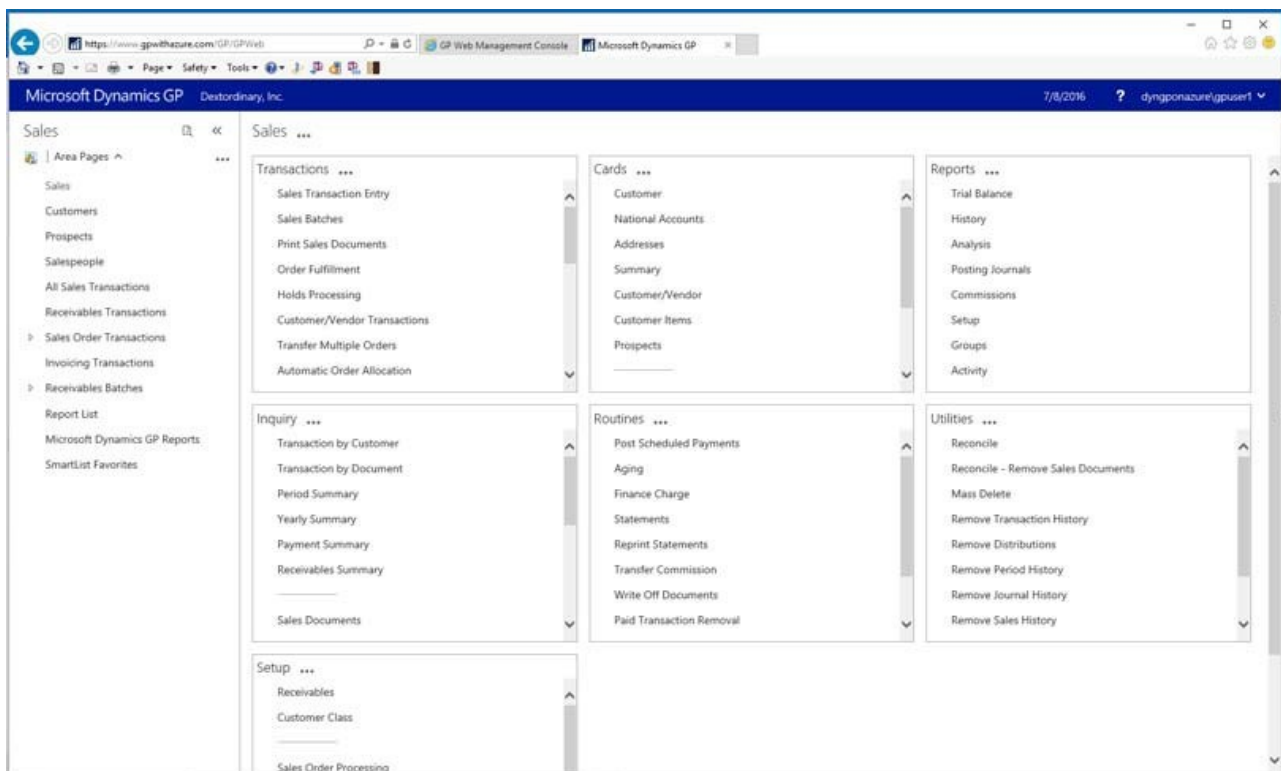 https://www.gpwithazure.com/GP/GPWeb
GP Web Management Console
Microsoft Dynamics GP
Page
Safety
Tools
Microsoft Dynamics GP
Dextordinary, Inc.
7/8/2016
?
dyngponazure\gpuser1
Sales
Area Pages
Sales
Customers
Prospects
Salespeople
All Sales Transactions
Receivables Transactions
Sales Order Transactions
Invoicing Transactions
Receivables Batches
Report List
Microsoft Dynamics GP Reports
SmartList Favorites
Sales ...
Transactions ...
Sales Transaction Entry
Sales Batches
Print Sales Documents
Order Fulfillment
Holds Processing
Customer/Vendor Transactions
Transfer Multiple Orders
Automatic Order Allocation
Cards ...
Customer
National Accounts
Addresses
Summary
Customer/Vendor
Customer Items
Prospects
Reports ...
Trial Balance
History
Analysis
Posting Journals
Commissions
Setup
Groups
Activity
Inquiry ...
Transaction by Customer
Transaction by Document
Period Summary
Yearly Summary
Payment Summary
Receivables Summary
Sales Documents
Routines ...
Post Scheduled Payments
Aging
Finance Charge
Statements
Reprint Statements
Transfer Commission
Write Off Documents
Paid Transaction Removal
Utilities ...
Reconcile
Reconcile - Remove Sales Documents
Mass Delete
Remove Transaction History
Remove Distributions
Remove Period History
Remove Journal History
Remove Sales History
Setup ...
Receivables
Customer Class
Sales Order Processing